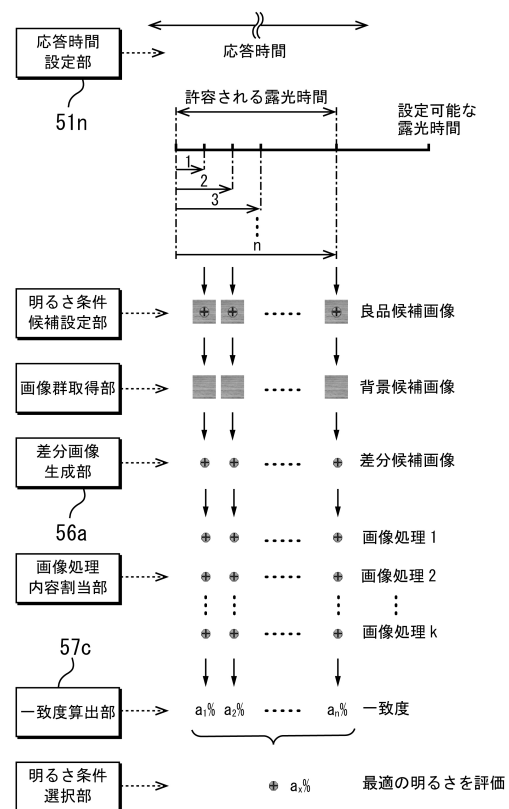 応答時間
設定部
51n
応答時間
許容される露光時間
設定可能な
露光時間
1
2
3
n
明るさ条件
候補設定部
良品候補画像
画像群取得部
背景候補画像
差分画像
生成部
56a
差分候補画像
画像処理1
画像処理
内容割当部
画像処理2
画像処理k
57c
一致度算出部
a₁% a₂% ..... aₙ% 一致度
明るさ条件
選択部
aₓ% 最適の明るさを評価